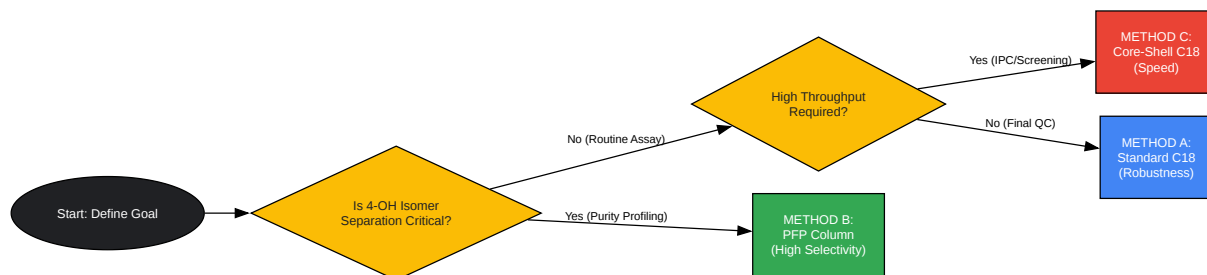 Start: Define Goal
Is 4-OH Isomer
Separation Critical?
No (Routine Assay)
Yes (Purity Profiling)
METHOD B:
PFP Column
(High Selectivity)
High Throughput
Required?
Yes (IPC/Screening)
No (Final QC)
METHOD C:
Core-Shell C18
(Speed)
METHOD A:
Standard C18
(Robustness)